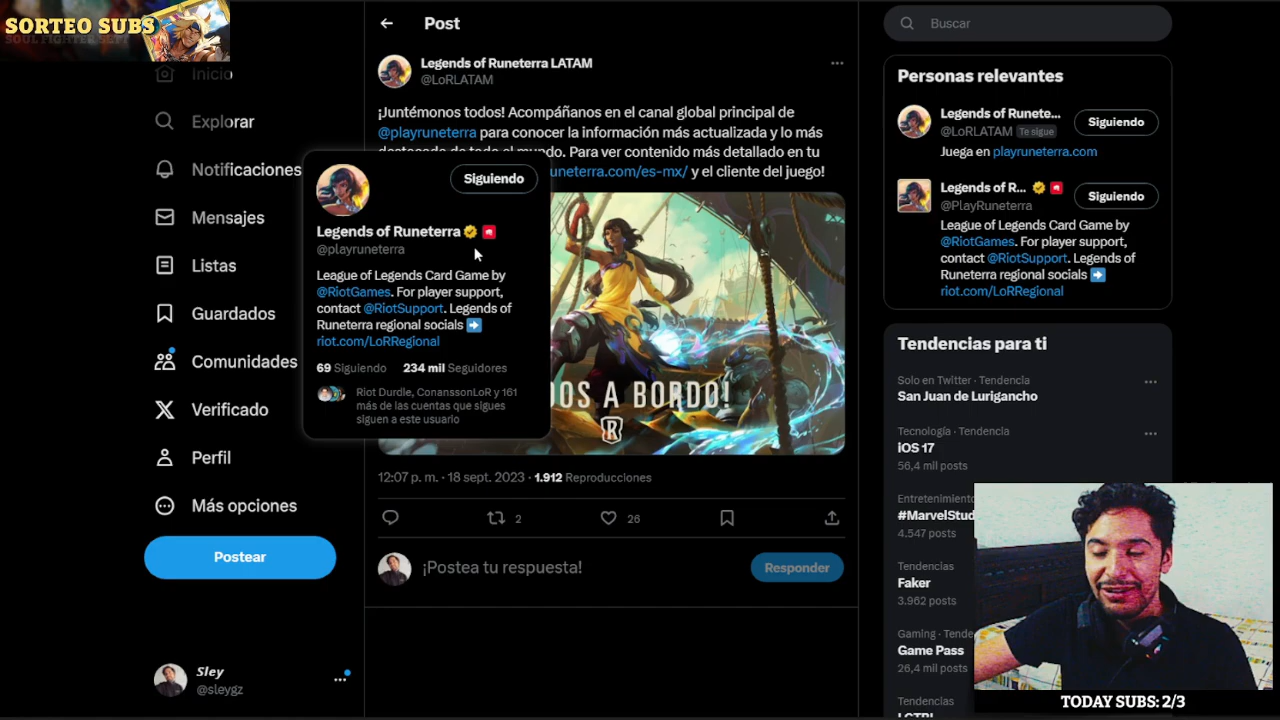 SORTEO SUBS
SOUL FIGHTER SETT
Inicio
Explorar
Notificaciones
Mensajes
Listas
Guardados
Comunidades
Verificado
Perfil
Más opciones
Postear
Sley
@sleygz
Post
Legends of Runeterra LATAM
@LoRLATAM
¡Juntémonos todos! Acompáñanos en el canal global principal de
@playruneterra para conocer la información más actualizada y lo más
destacado de todo el mundo. Para ver contenido más detallado en tu
uneterra.com/es-mx/ y el cliente del juego!
Siguiendo
Legends of Runeterra
@playruneterra
League of Legends Card Game by
@RiotGames. For player support,
contact @RiotSupport. Legends of
Runeterra regional socials ➡️
riot.com/LoRRegional
69 Siguiendo 234 mil Seguidores
Riot Durdle, ConanssonLoR y 161
más de las cuentas que sigues
siguen a este usuario
DOS A BORDO!
12:07 p. m. · 18 sept. 2023 · 1.912 Reproducciones
2
26
¡Postea tu respuesta!
Responder
Buscar
Personas relevantes
Legends of Runete...
@LoRLATAM Te sigue
Siguiendo
Juega en playruneterra.com
Legends of R...
@PlayRuneterra
Siguiendo
League of Legends Card Game by
@RiotGames. For player support,
contact @RiotSupport. Legends of
Runeterra regional socials ➡️
riot.com/LoRRegional
Tendencias para ti
Solo en Twitter · Tendencia
San Juan de Lurigancho
Tecnología · Tendencia
iOS 17
56,4 mil posts
Entretenimiento
#MarvelStud
4.547 posts
Tendencias
Faker
3.962 posts
Gaming · Tende
Game Pass
26,4 mil posts
Tendencias
TODAY SUBS: 2/3